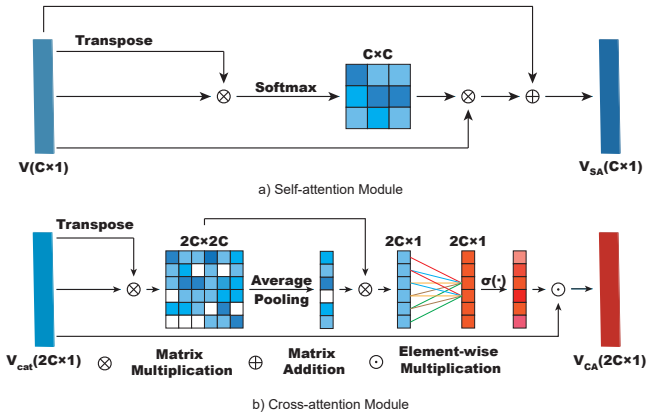 Transpose
C×C
Softmax
V(C×1)
V_SA(C×1)
a) Self-attention Module
Transpose
2C×2C
2C×1
2C×1
Average
Pooling
σ(·)
V_cat(2C×1)
Matrix
Multiplication
Matrix
Addition
Element-wise
Multiplication
V_CA(2C×1)
b) Cross-attention Module